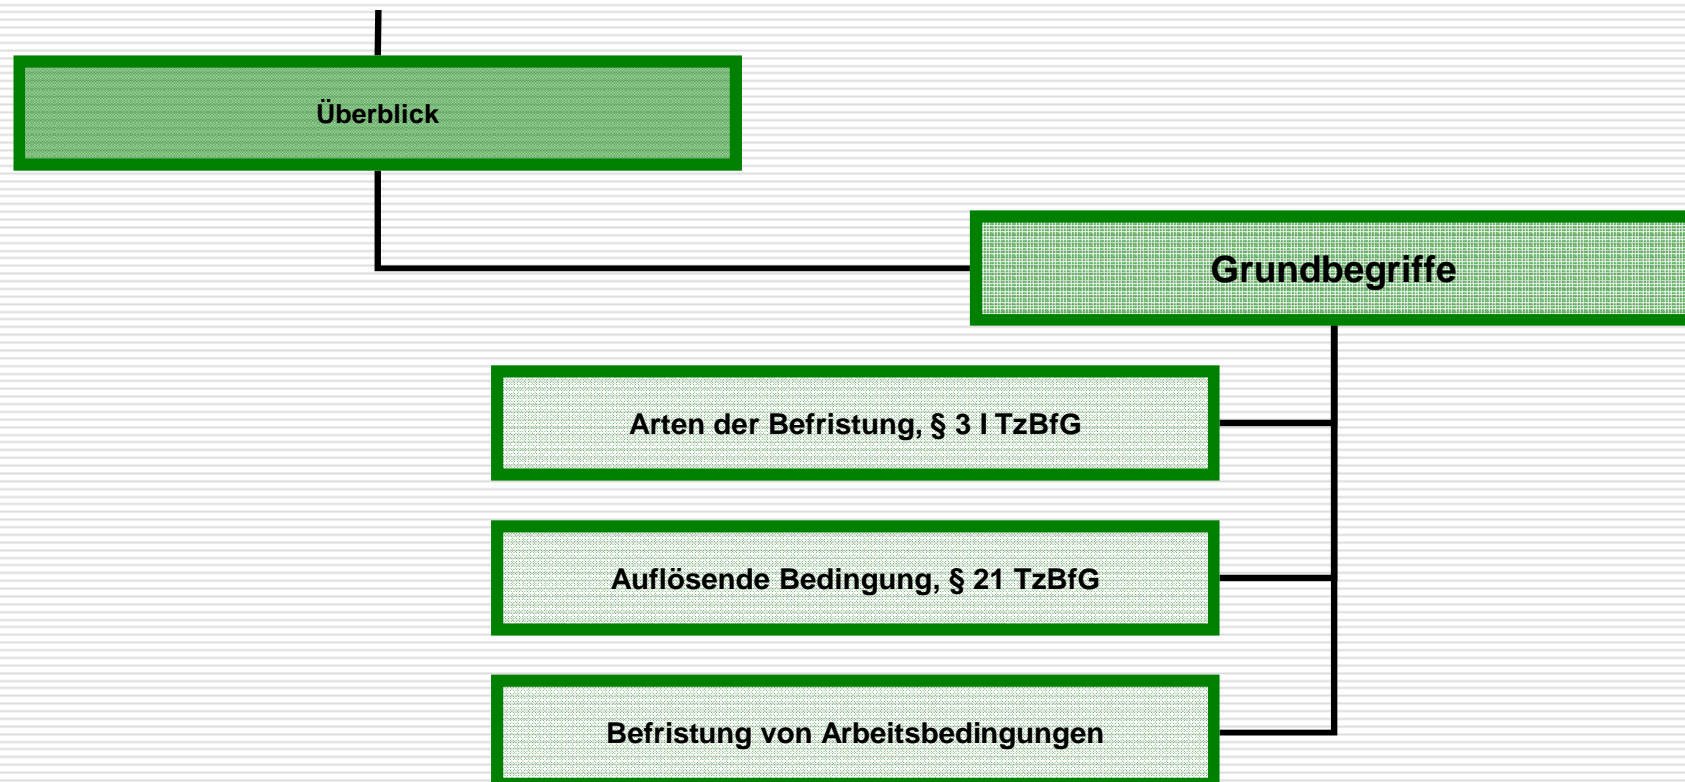 Überblick
Grundbegriffe
Arten der Befristung, § 3 I TzBfG
Auflösende Bedingung, § 21 TzBfG
Befristung von Arbeitsbedingungen